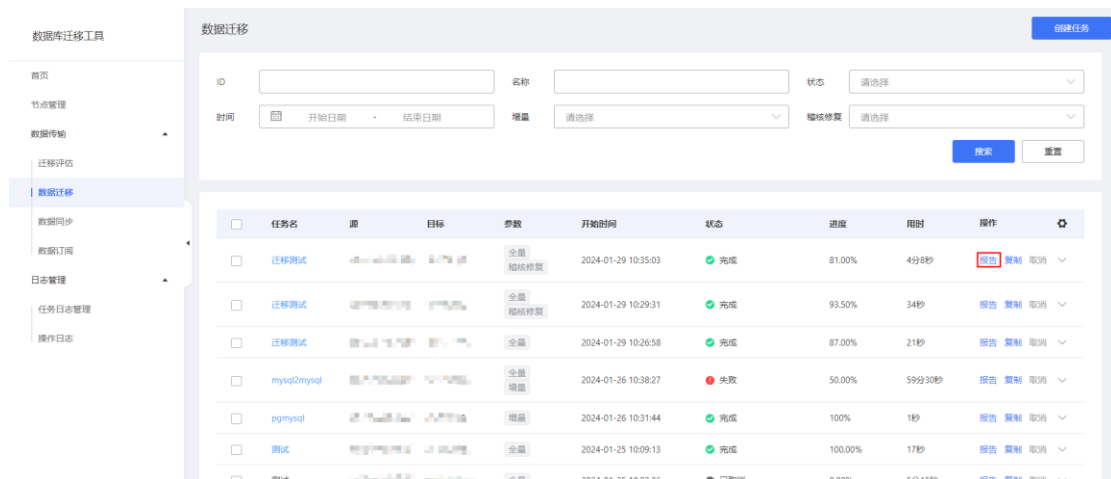 数据库迁移工具
首页
节点管理
数据传输
迁移评估
数据迁移
数据同步
数据订阅
日志管理
任务日志管理
操作日志
数据迁移 创建任务
ID 名称 状态 请选择
时间 开始日期 - 结束日期 增量 请选择 稽核修复 请选择
搜索 重置
任务名 源 目标 参数 开始时间 状态 进度 用时 操作
迁移测试 全量 稽核修复 2024-01-29 10:35:03 完成 81.00% 4分8秒 报告 复制 取消
迁移测试 全量 稽核修复 2024-01-29 10:29:31 完成 93.50% 34秒 报告 复制 取消
迁移测试 全量 2024-01-29 10:26:58 完成 87.00% 21秒 报告 复制 取消
mysql2mysql 全量 增量 2024-01-26 10:38:27 失败 50.00% 59分30秒 报告 复制 取消
pgmysql 增量 2024-01-26 10:31:44 完成 100% 1秒 报告 复制 取消
测试 全量 2024-01-25 10:09:13 完成 100.00% 17秒 报告 复制 取消